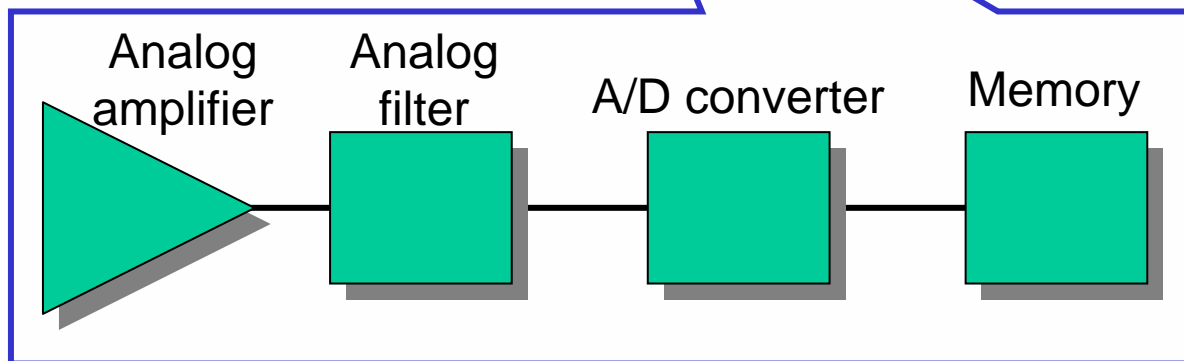 Analog
amplifier
Analog
filter
A/D converter
Memory